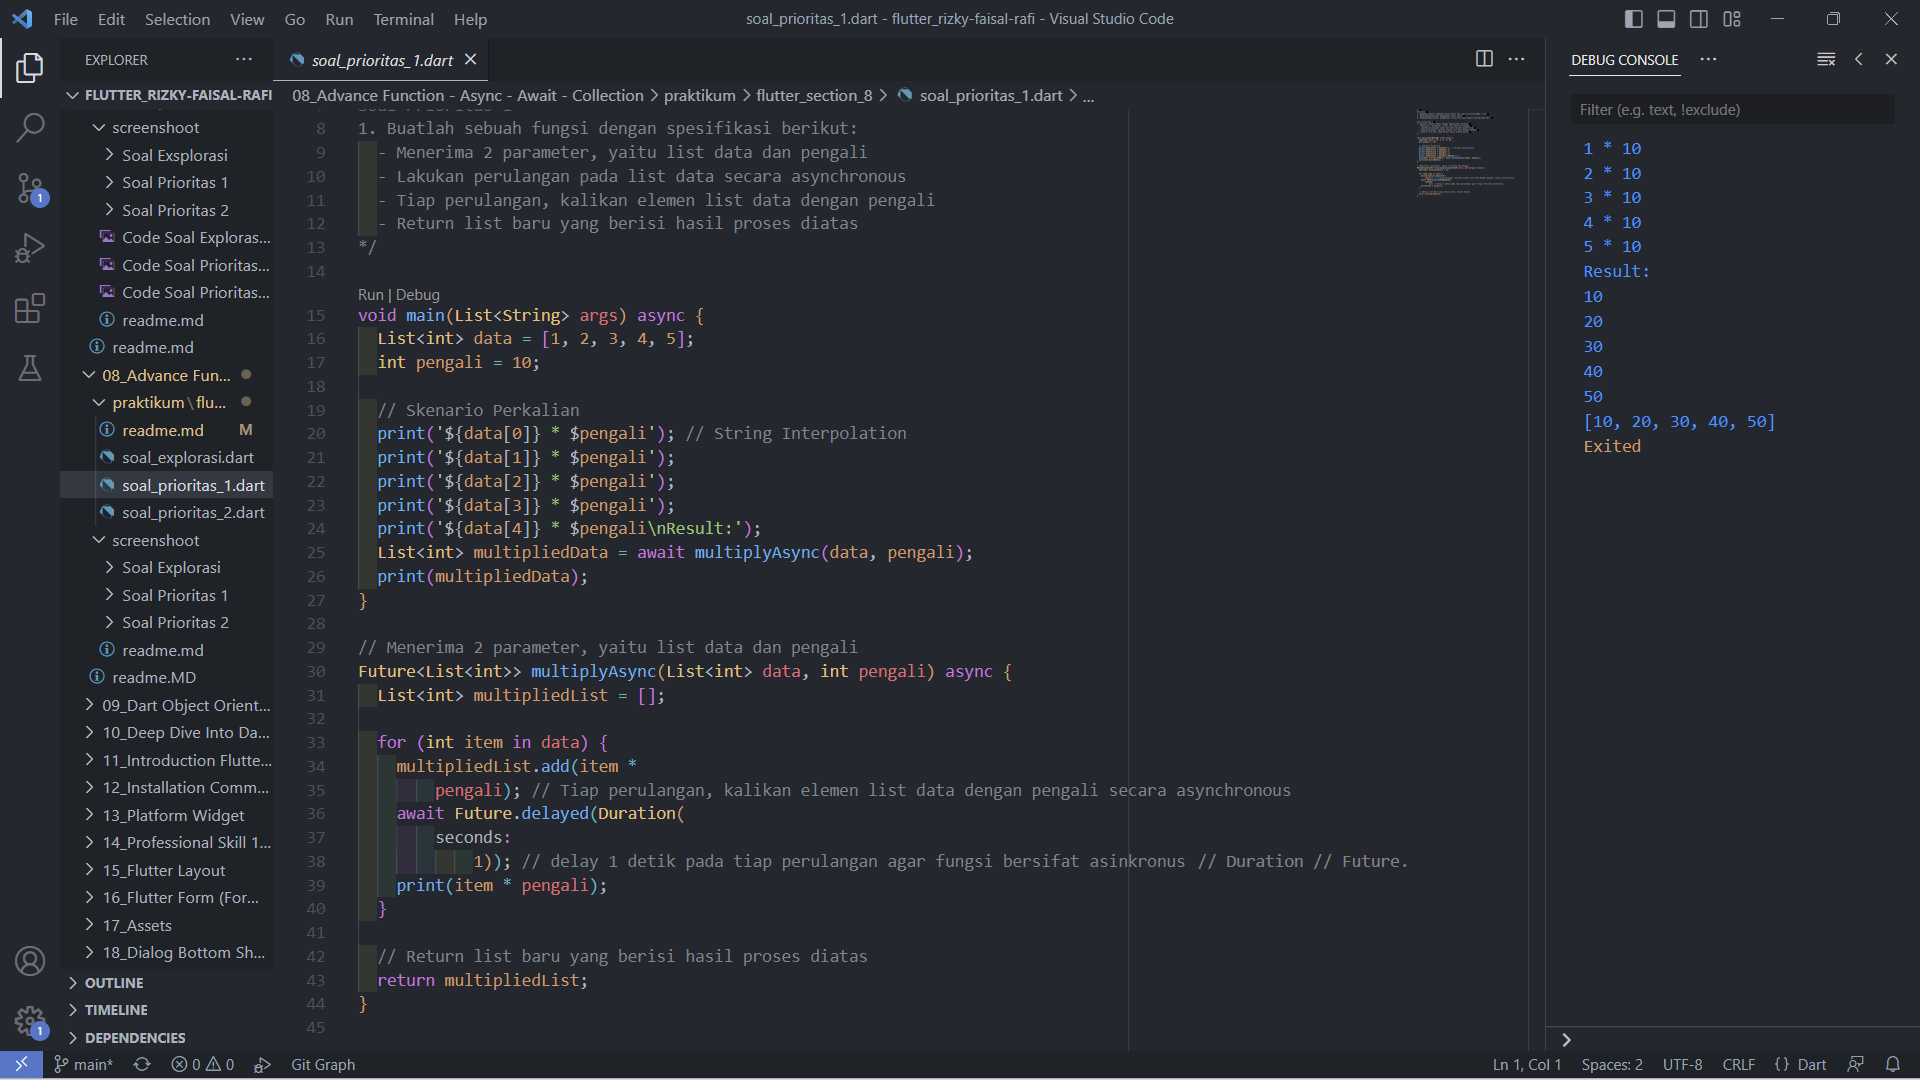 File Edit Selection View Go Run Terminal Help
soal_prioritas_1.dart - flutter_rizky-faisal-rafi - Visual Studio Code
EXPLORER
FLUTTER_RIZKY-FAISAL-RAFI
screenshoot
Soal Exsplorasi
Soal Prioritas 1
Soal Prioritas 2
Code Soal Exploras...
Code Soal Prioritas...
Code Soal Prioritas...
readme.md
readme.md
08_Advance Fun...
praktikum\flu...
readme.md M
soal_explorasi.dart
soal_prioritas_1.dart
soal_prioritas_2.dart
screenshoot
Soal Explorasi
Soal Prioritas 1
Soal Prioritas 2
readme.md
readme.MD
09_Dart Object Orient...
10_Deep Dive Into Da...
11_Introduction Flutte...
12_Installation Comm...
13_Platform Widget
14_Professional Skill 1...
15_Flutter Layout
16_Flutter Form (For...
17_Assets
18_Dialog Bottom Sh...
OUTLINE
TIMELINE
DEPENDENCIES
1
1
soal_prioritas_1.dart
08_Advance Function - Async - Await - Collection > praktikum > flutter_section_8 > soal_prioritas_1.dart > ...
8 1. Buatlah sebuah fungsi dengan spesifikasi berikut:
9 - Menerima 2 parameter, yaitu list data dan pengali
10 - Lakukan perulangan pada list data secara asynchronous
11 - Tiap perulangan, kalikan elemen list data dengan pengali
12 - Return list baru yang berisi hasil proses diatas
13 */
14
Run | Debug
15 void main(List<String> args) async {
16 List<int> data = [1, 2, 3, 4, 5];
17 int pengali = 10;
18
19 // Skenario Perkalian
20 print('${data[0]} * $pengali'); // String Interpolation
21 print('${data[1]} * $pengali');
22 print('${data[2]} * $pengali');
23 print('${data[3]} * $pengali');
24 print('${data[4]} * $pengali\nResult:');
25 List<int> multipliedData = await multiplyAsync(data, pengali);
26 print(multipliedData);
27 }
28
29 // Menerima 2 parameter, yaitu list data dan pengali
30 Future<List<int>> multiplyAsync(List<int> data, int pengali) async {
31 List<int> multipliedList = [];
32
33 for (int item in data) {
34 multipliedList.add(item *
35 pengali); // Tiap perulangan, kalikan elemen list data dengan pengali secara asynchronous
36 await Future.delayed(Duration(
37 seconds:
38 1)); // delay 1 detik pada tiap perulangan agar fungsi bersifat asinkronus // Duration // Future.
39 print(item * pengali);
40 }
41
42 // Return list baru yang berisi hasil proses diatas
43 return multipliedList;
44 }
45
DEBUG CONSOLE
Filter (e.g. text, !exclude)
1 * 10
2 * 10
3 * 10
4 * 10
5 * 10
Result:
10
20
30
40
50
[10, 20, 30, 40, 50]
Exited
main* 0 0 Git Graph
Ln 1, Col 1 Spaces: 2 UTF-8 CRLF {} Dart